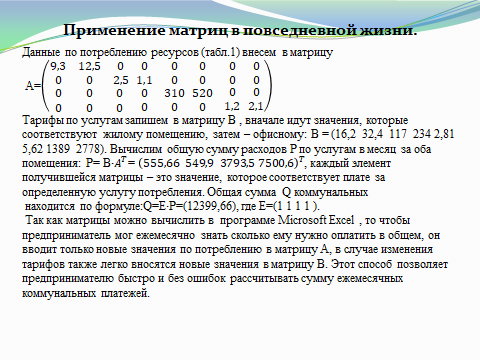 Применение матриц в повседневной жизни.
Данные по потреблению ресурсов (табл.1) внесем в матрицу
9,3 12,5 0 0 0 0 0 0
0 0 2,5 1,1 0 0 0 0
A=
0 0 0 0 310 520 0 0
0 0 0 0 0 0 1,2 2,1
Тарифы по услугам запишем в матрицу В , вначале идут значения, которые
соответствуют жилому помещению, затем – офисному: В = (16,2 32,4 117 234 2,81
5,62 1389 2778). Вычислим общую сумму расходов Р по услугам в месяц за оба
помещения: P= B·Aᵀ = (555,66 549,9 3793,5 7500,6)ᵀ, каждый элемент
получившейся матрицы – это значение, которое соответствует плате за
определенную услугу потребления. Общая сумма Q коммунальных
находится по формуле:Q=E·P=(12399,66), где E=(1 1 1 1 ).
Так как матрицы можно вычислить в программе Microsoft Excel , то чтобы
предприниматель мог ежемесячно знать сколько ему нужно оплатить в общем, он
вводит только новые значения по потреблению в матрицу А, в случае изменения
тарифов также легко вносятся новые значения в матрицу В. Этот способ позволяет
предпринимателю быстро и без ошибок рассчитывать сумму ежемесячных
коммунальных платежей.